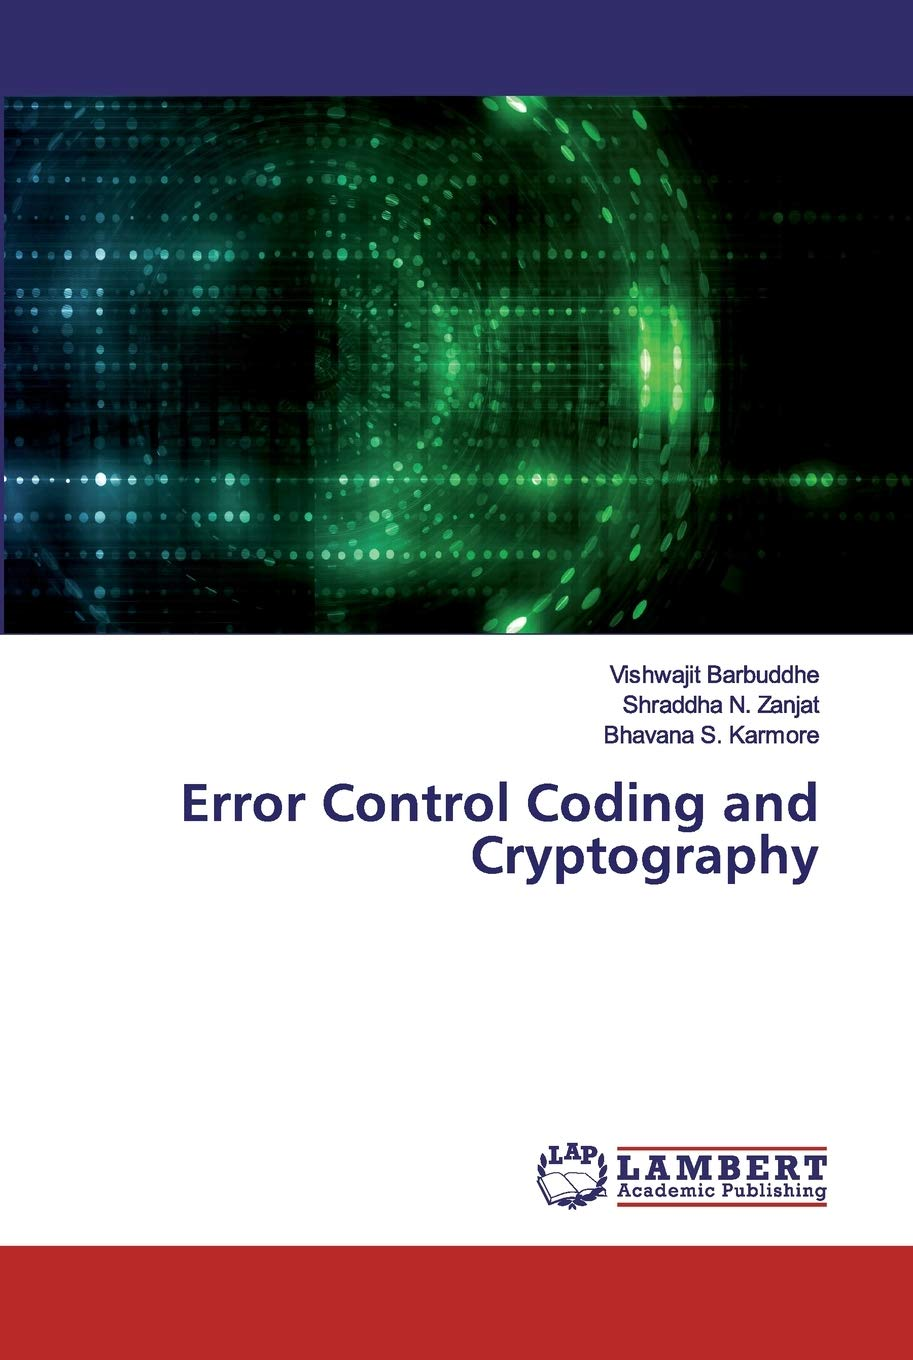 Vishwajit Barbuddhe
Shraddha N. Zanjat
Bhavana S. Karmore
Error Control Coding and
Cryptography
LAP
LAMBERT
Academic Publishing